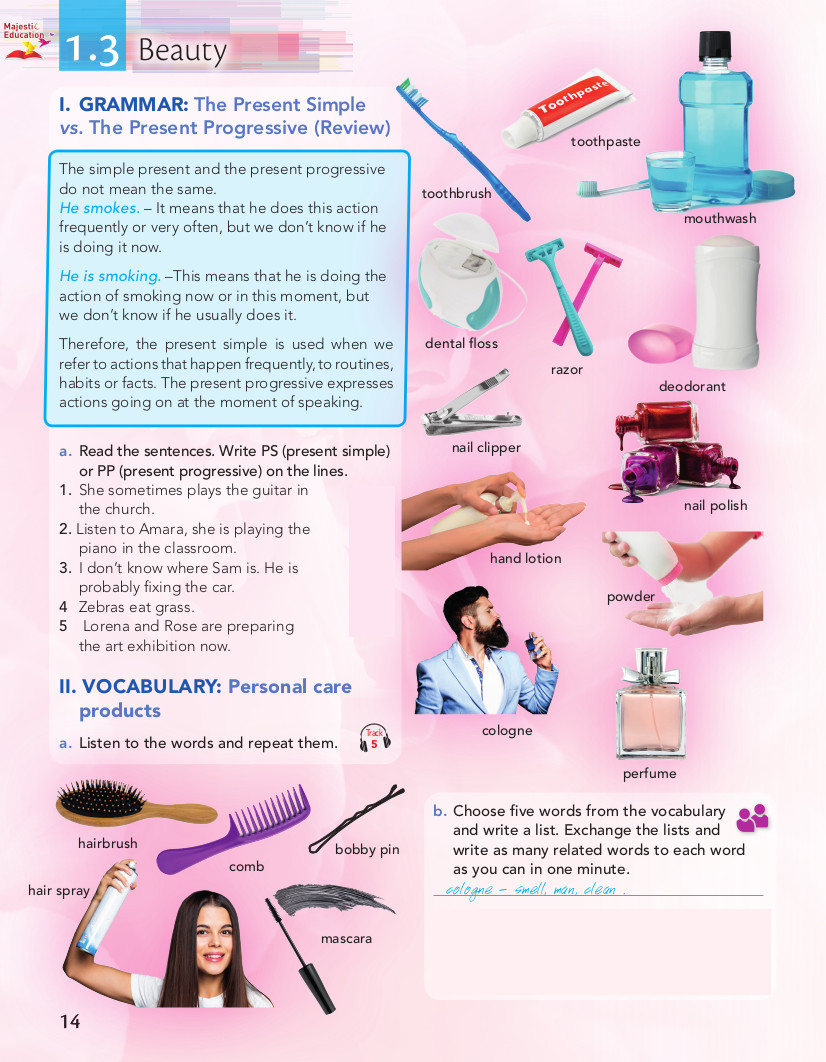 Majestic
Education
1.3 Beauty
I. GRAMMAR: The Present Simple
vs. The Present Progressive (Review)
The simple present and the present progressive
do not mean the same.
He smokes. – It means that he does this action
frequently or very often, but we don't know if he
is doing it now.
He is smoking. –This means that he is doing the
action of smoking now or in this moment, but
we don't know if he usually does it.
Therefore, the present simple is used when we
refer to actions that happen frequently, to routines,
habits or facts. The present progressive expresses
actions going on at the moment of speaking.
a. Read the sentences. Write PS (present simple)
or PP (present progressive) on the lines.
1. She sometimes plays the guitar in
the church.
2. Listen to Amara, she is playing the
piano in the classroom.
3. I don't know where Sam is. He is
probably fixing the car.
4 Zebras eat grass.
5 Lorena and Rose are preparing
the art exhibition now.
II. VOCABULARY: Personal care
products
a. Listen to the words and repeat them.
Track
5
Toothpaste
toothpaste
toothbrush
mouthwash
dental floss
razor
deodorant
nail clipper
nail polish
hand lotion
powder
cologne
perfume
hairbrush
comb
bobby pin
hair spray
mascara
b. Choose five words from the vocabulary
and write a list. Exchange the lists and
write as many related words to each word
as you can in one minute.
cologne – smell, man, clean .
14